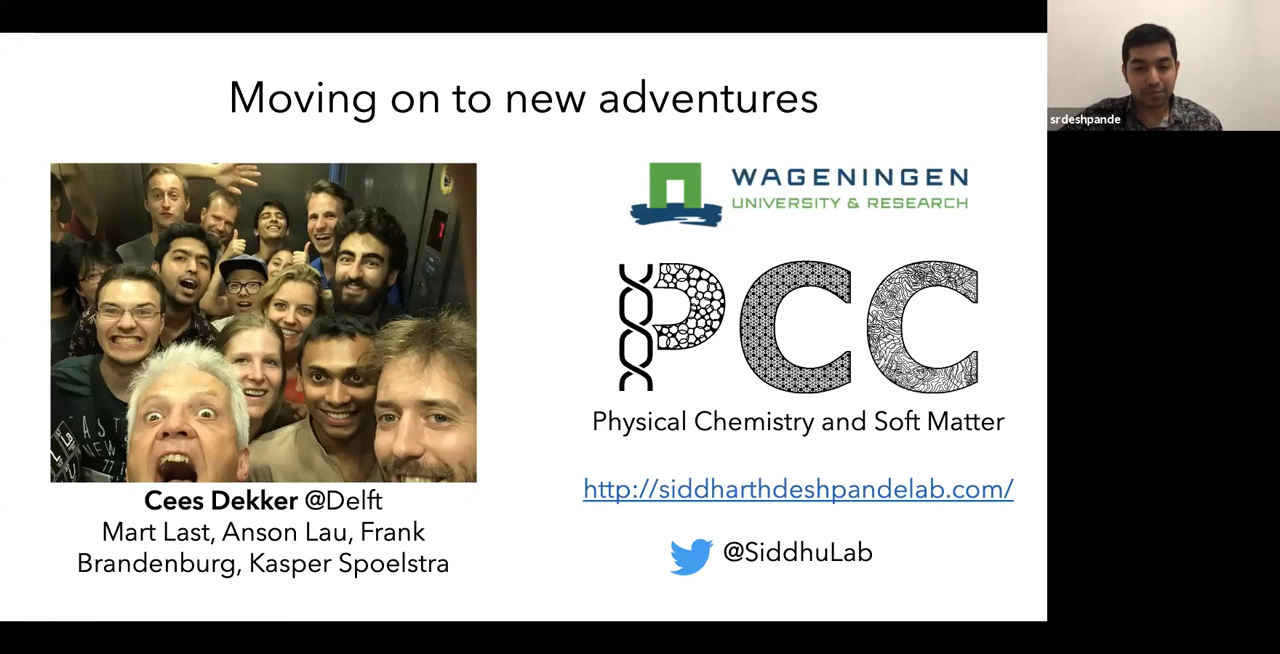 Moving on to new adventures
srdeshpande
WAGENINGEN
UNIVERSITY & RESEARCH
PCC
Physical Chemistry and Soft Matter
http://siddharthdeshpandelab.com/
@SiddhuLab
Cees Dekker @Delft
Mart Last, Anson Lau, Frank
Brandenburg, Kasper Spoelstra